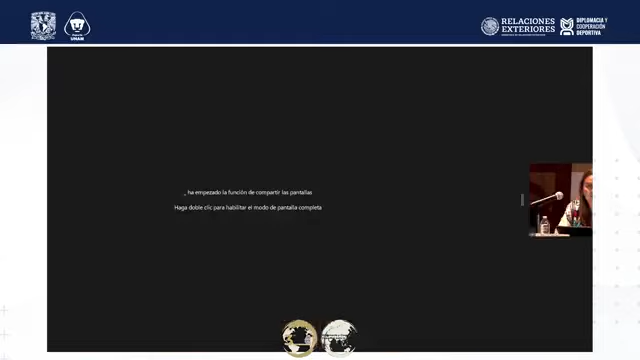 UNAM
RELACIONES
EXTERIORES
DIPLOMACIA Y
COOPERACIÓN
DEPORTIVA
_ ha empezado la función de compartir las pantallas
Haga doble clic para habilitar el modo de pantalla completa